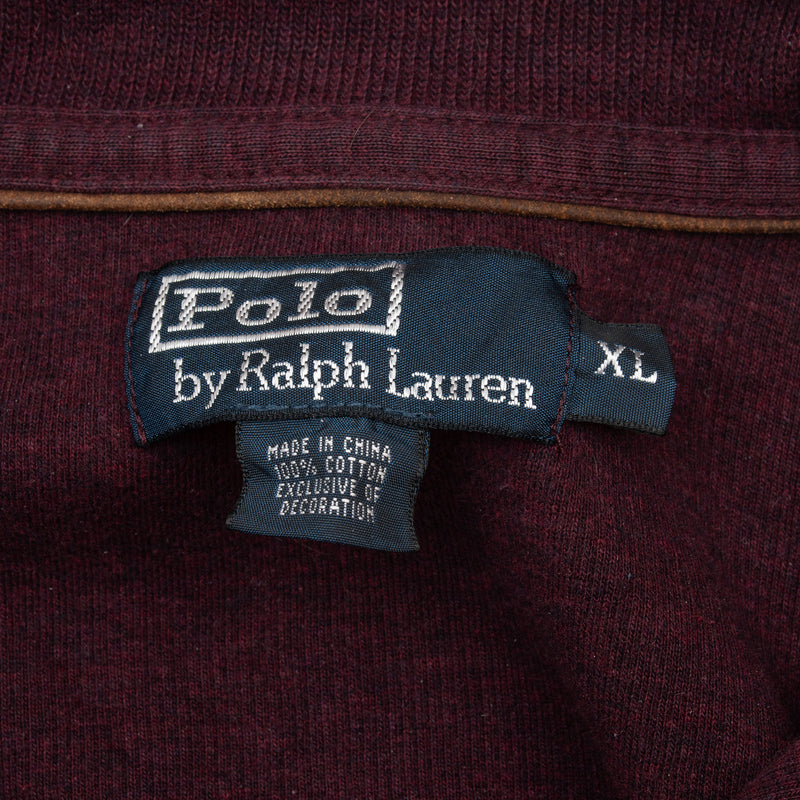 Polo
by Ralph Lauren
XL
MADE IN CHINA
100% COTTON
EXCLUSIVE OF
DECORATION